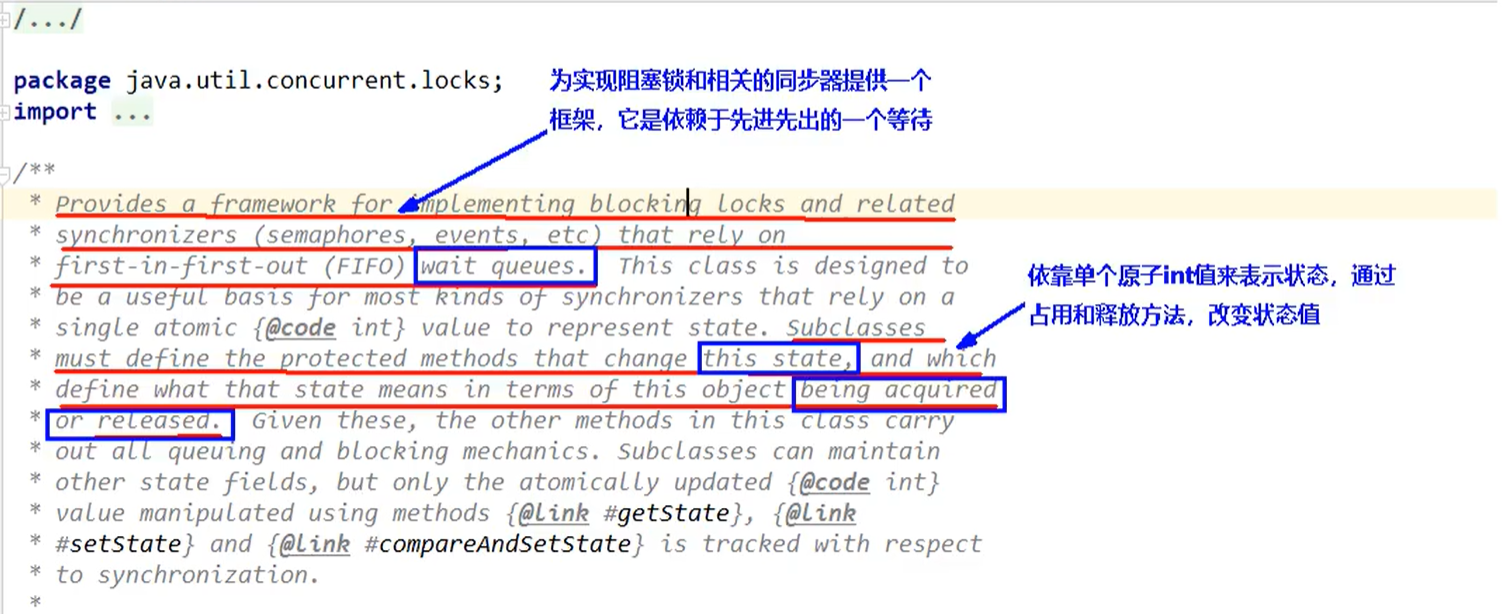 /.../
package java.util.concurrent.locks;
import ...
为实现阻塞锁和相关的同步器提供一个
框架，它是依赖于先进先出的一个等待
/**
* Provides a framework for implementing blocking locks and related
* synchronizers (semaphores, events, etc) that rely on
* first-in-first-out (FIFO) wait queues.  This class is designed to
* be a useful basis for most kinds of synchronizers that rely on a
* single atomic {@code int} value to represent state. Subclasses
* must define the protected methods that change this state, and which
* define what that state means in terms of this object being acquired
* or released.  Given these, the other methods in this class carry
* out all queuing and blocking mechanics. Subclasses can maintain
* other state fields, but only the atomically updated {@code int}
* value manipulated using methods {@link #getState}, {@link
* #setState} and {@link #compareAndSetState} is tracked with respect
* to synchronization.
*
依靠单个原子int值来表示状态，通过
占用和释放方法，改变状态值